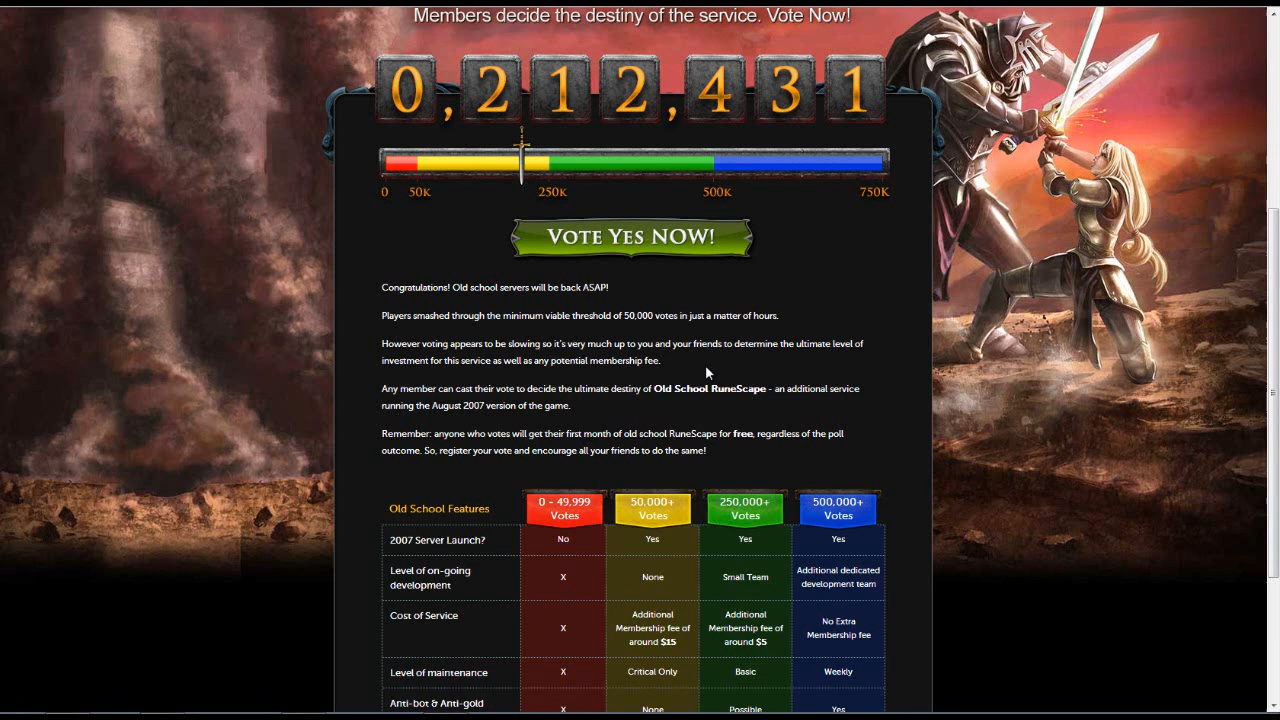 Members decide the destiny of the service. Vote Now!
0,212,431
0 50K 250K 500K 750K
VOTE YES NOW!
Congratulations! Old school servers will be back ASAP!
Players smashed through the minimum viable threshold of 50,000 votes in just a matter of hours.
However voting appears to be slowing so it's very much up to you and your friends to determine the ultimate level of
investment for this service as well as any potential membership fee.
Any member can cast their vote to decide the ultimate destiny of Old School RuneScape - an additional service
running the August 2007 version of the game.
Remember: anyone who votes will get their first month of old school RuneScape for free, regardless of the poll
outcome. So, register your vote and encourage all your friends to do the same!
Old School Features
0 - 49,999
Votes
50,000+
Votes
250,000+
Votes
500,000+
Votes
2007 Server Launch?
No
Yes
Yes
Yes
Level of on-going
development
X
None
Small Team
Additional dedicated
development team
Cost of Service
X
Additional
Membership fee of
around $15
Additional
Membership fee of
around $5
No Extra
Membership fee
Level of maintenance
X
Critical Only
Basic
Weekly
Anti-bot & Anti-gold
X
None
Possible
Yes